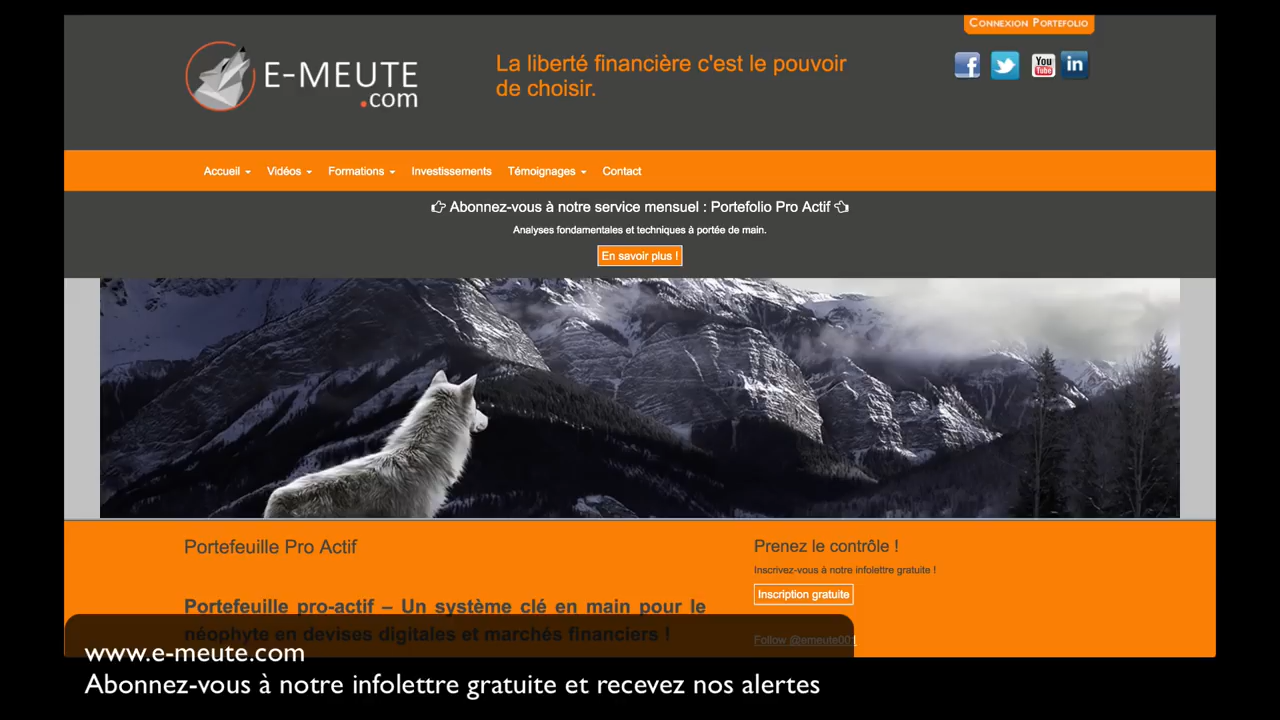 CONNEXION PORTEFOLIO
E-MEUTE
.com
La liberté financière c'est le pouvoir
de choisir.
You
Tube
in
Accueil Vidéos Formations Investissements Témoignages Contact
Abonnez-vous à notre service mensuel : Portefolio Pro Actif
Analyses fondamentales et techniques à portée de main.
En savoir plus !
Portefeuille Pro Actif
Portefeuille pro-actif – Un système clé en main pour le
néophyte en devises digitales et marchés financiers !
Prenez le contrôle !
Inscrivez-vous à notre infolettre gratuite !
Inscription gratuite
Follow @emeute001
www.e-meute.com
Abonnez-vous à notre infolettre gratuite et recevez nos alertes